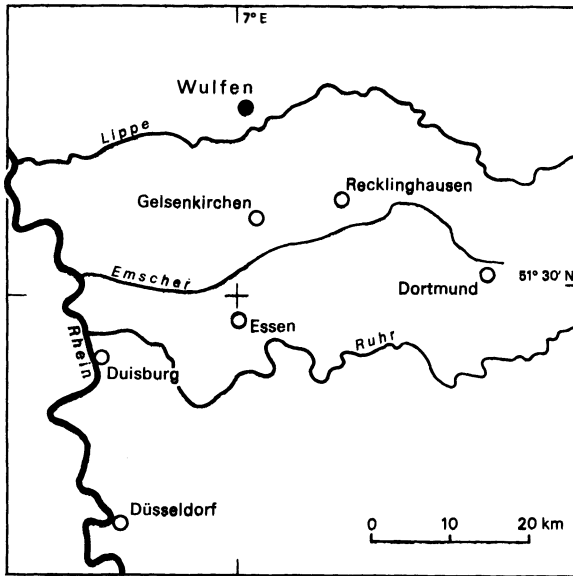 7° E
Wulfen
Lippe
Recklinghausen
Gelsenkirchen
Emscher
Dortmund
51° 30' N
Essen
Ruhr
Rhein
Duisburg
Düsseldorf
0 10 20 km